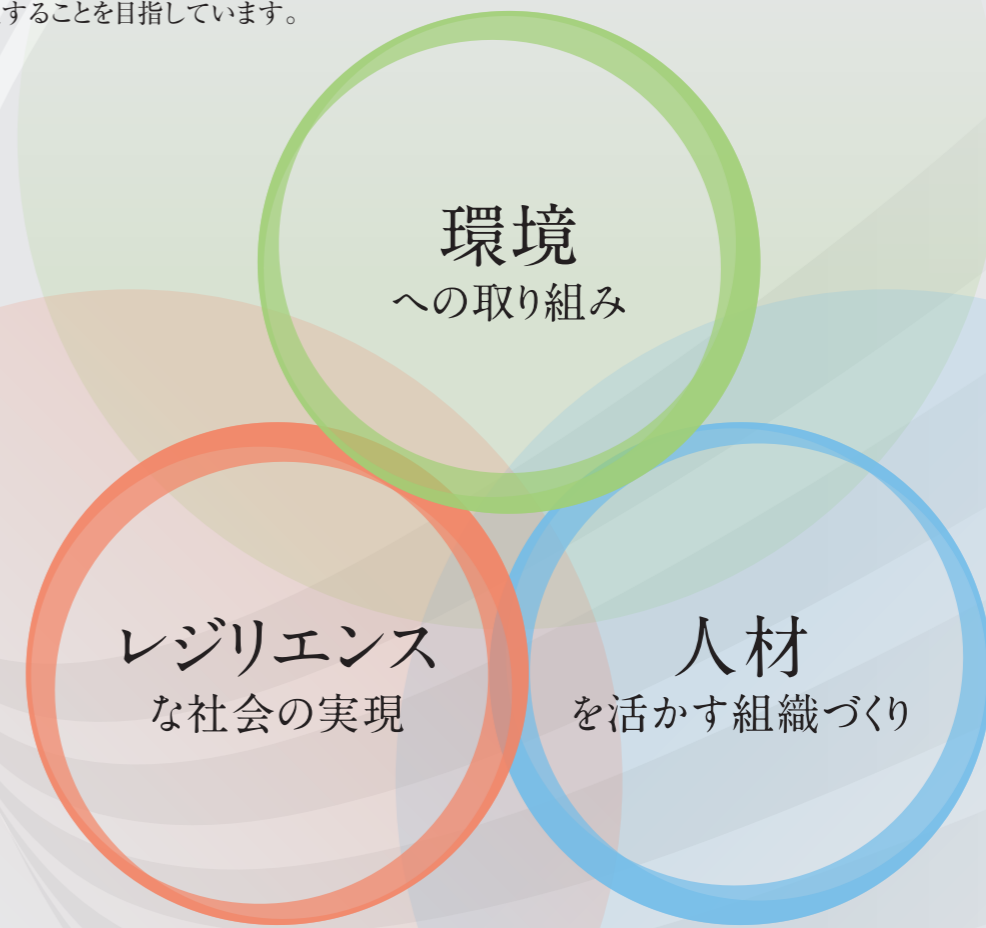 することを目指しています。
環境
への取り組み
レジリエンス
な社会の実現
人材
を活かす組織づくり